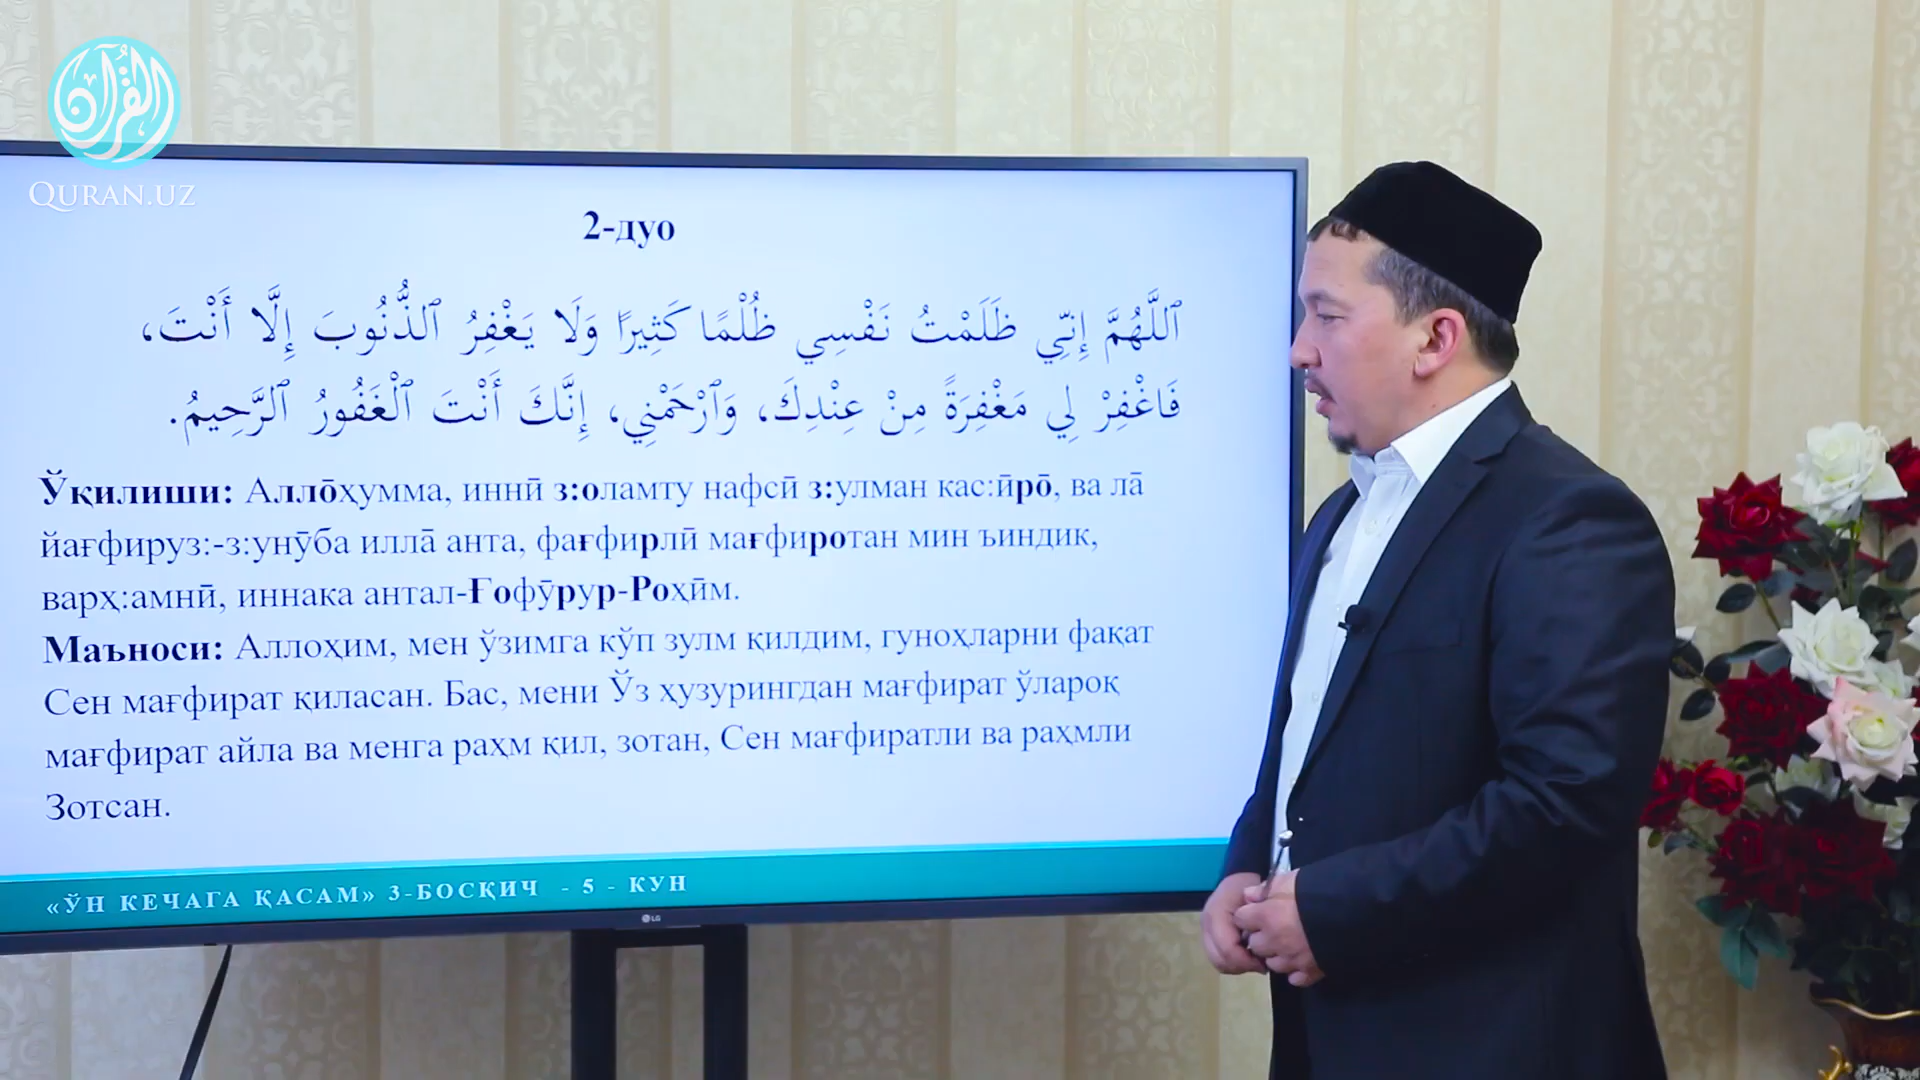 القرآن
QURAN.UZ
2-дуо
ٱللَّهُمَّ إِنِّي ظَلَمْتُ نَفْسِي ظُلْمًا كَثِيرًا وَلَا يَغْفِرُ ٱلذُّنُوبَ إِلَّا أَنْتَ،
فَاغْفِرْ لِي مَغْفِرَةً مِنْ عِنْدِكَ، وَٱرْحَمْنِي، إِنَّكَ أَنْتَ ٱلْغَفُورُ ٱلرَّحِيمُ.
Ўқилиши: Аллōҳумма, иннӣ з:оламту нафсӣ з:улман кас:ӣрō, ва лā
йағфируз:-з:унӯба иллā анта, фағфирлӣ мағфиротан мин ъиндик,
варҳ:амнӣ, иннака антал-Ғофӯрур-Роҳӣм.
Маъноси: Аллоҳим, мен ўзимга кўп зулм қилдим, гуноҳларни фақат
Сен мағфират қиласан. Бас, мени Ўз ҳузурингдан мағфират ўлароқ
мағфират айла ва менга раҳм қил, зотан, Сен мағфиратли ва раҳмли
Зотсан.
«ЎН КЕЧАГА ҚАСАМ» 3-БОСҚИЧ - 5 - КУН
LG